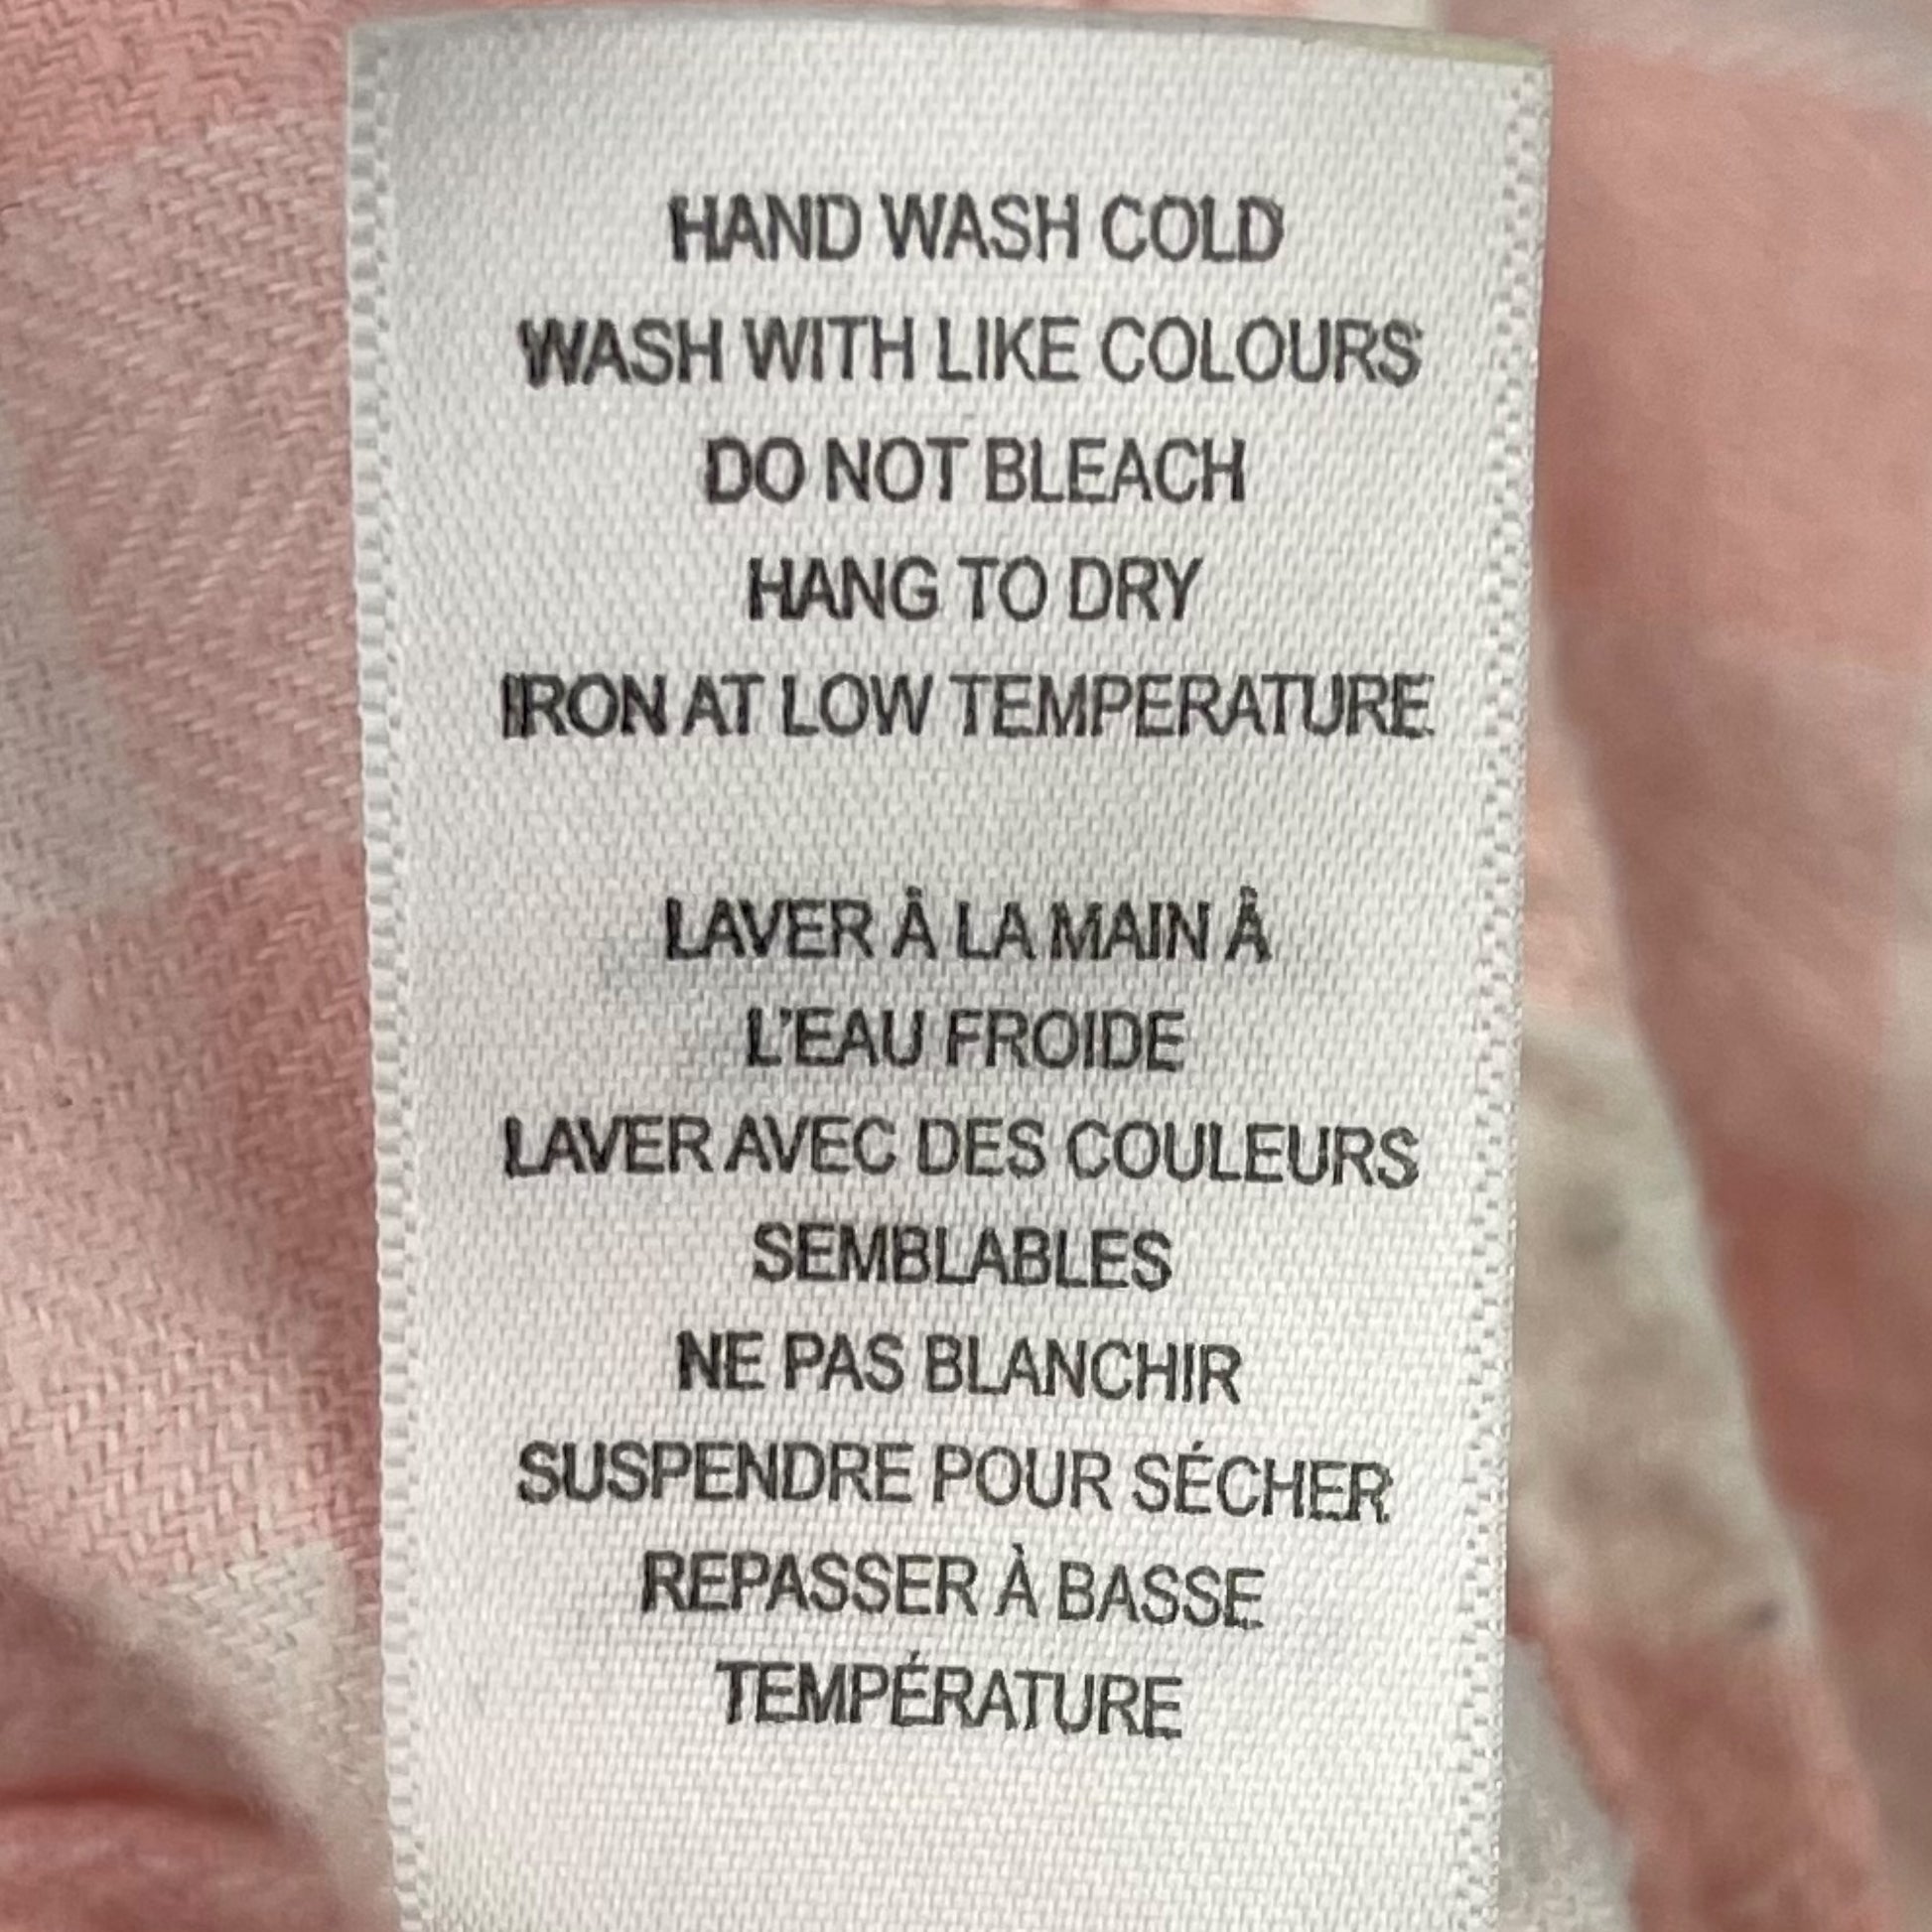 HAND WASH COLD
WASH WITH LIKE COLOURS
DO NOT BLEACH
HANG TO DRY
IRON AT LOW TEMPERATURE
LAVER À LA MAIN À
L'EAU FROIDE
LAVER AVEC DES COULEURS
SEMBLABLES
NE PAS BLANCHIR
SUSPENDRE POUR SÉCHER
REPASSER À BASSE
TEMPÉRATURE